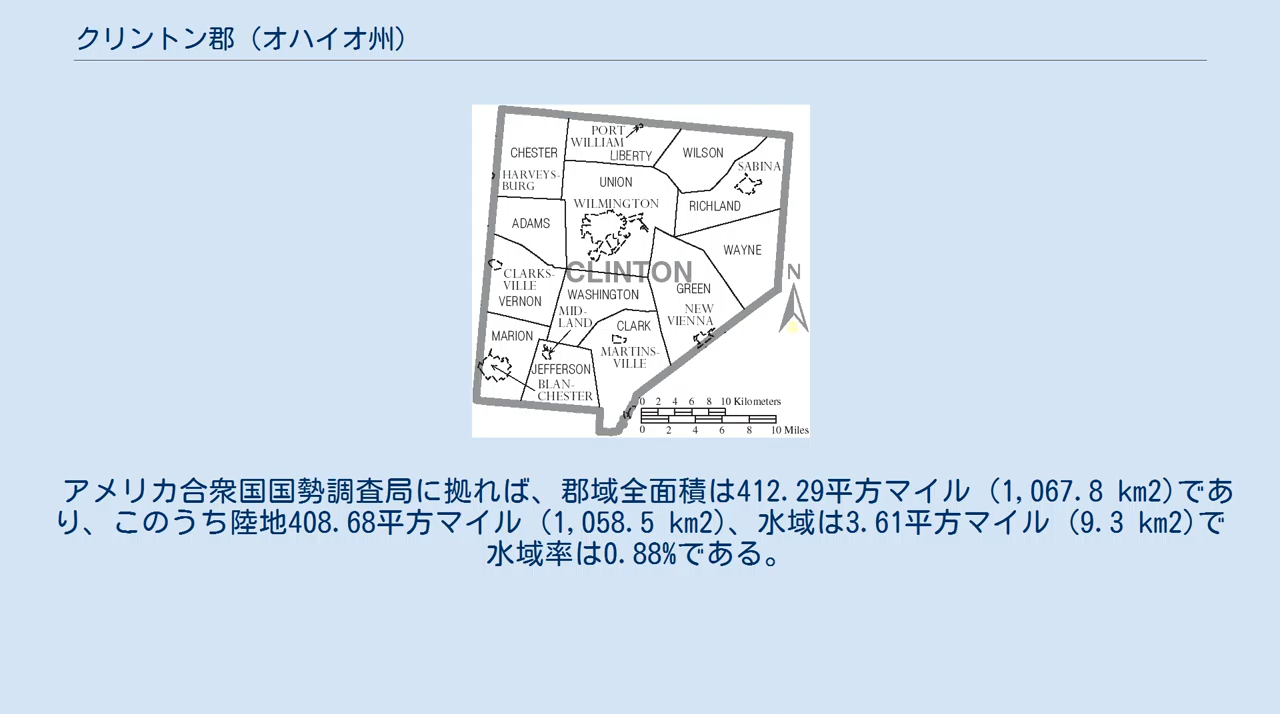 クリントン郡 (オハイオ州)
PORT
WILLIAM
CHESTER
LIBERTY
WILSON
SABINA
HARVEYS-
BURG
UNION
WILMINGTON
RICHLAND
ADAMS
WAYNE
CLINTON
N
CLARKS-
VILLE
VERNON
WASHINGTON
GREEN
MID-
LAND
NEW
VIENNA
MARION
CLARK
MARTINS-
VILLE
JEFFERSON
BLAN-
CHESTER
0 2 4 6 8 10 Kilometers
0 2 4 6 8 10 Miles
アメリカ合衆国国勢調査局に拠れば、郡域全面積は412.29平方マイル (1,067.8 km2)であ
り、このうち陸地408.68平方マイル (1,058.5 km2)、水域は3.61平方マイル (9.3 km2)で
水域率は0.88%である。